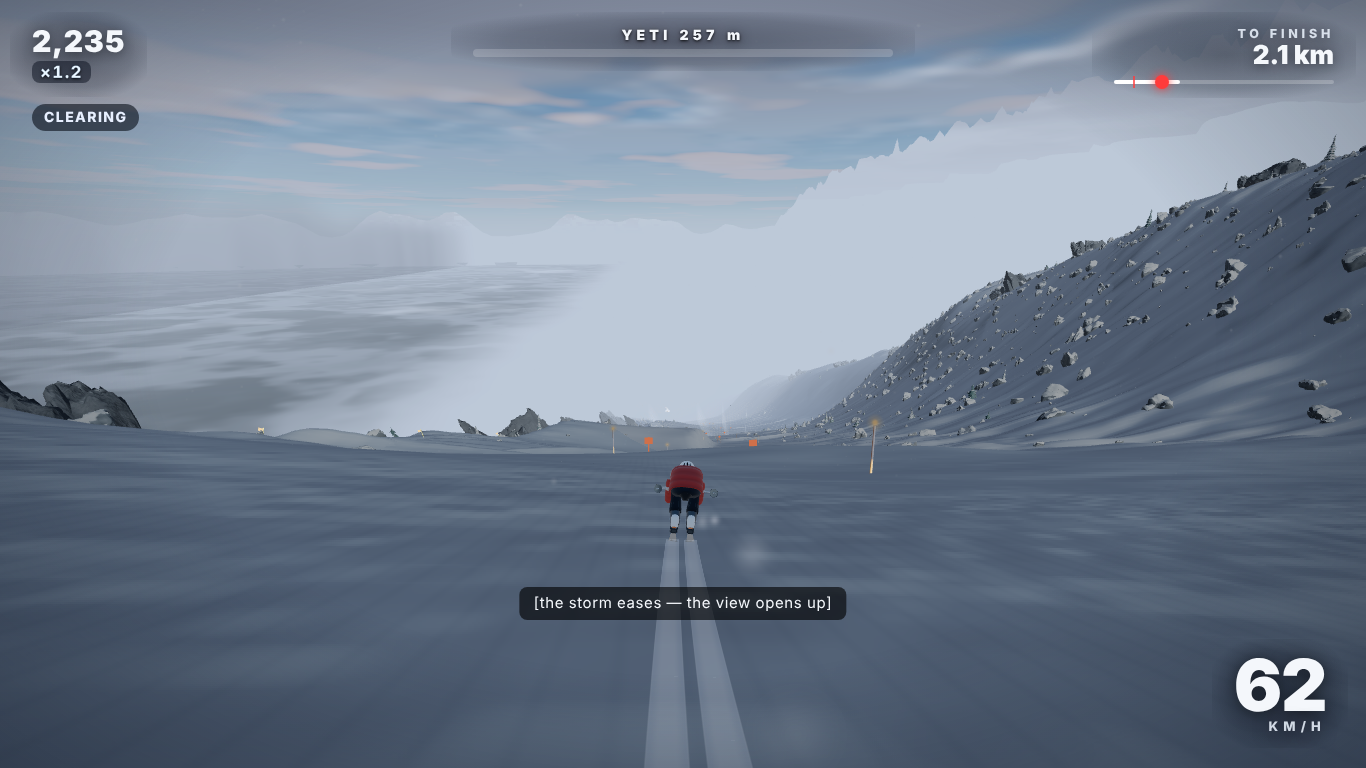 2,235
×1.2
CLEARING
YETI 257 m
TO FINISH
2.1 km
[the storm eases — the view opens up]
62
KM/H